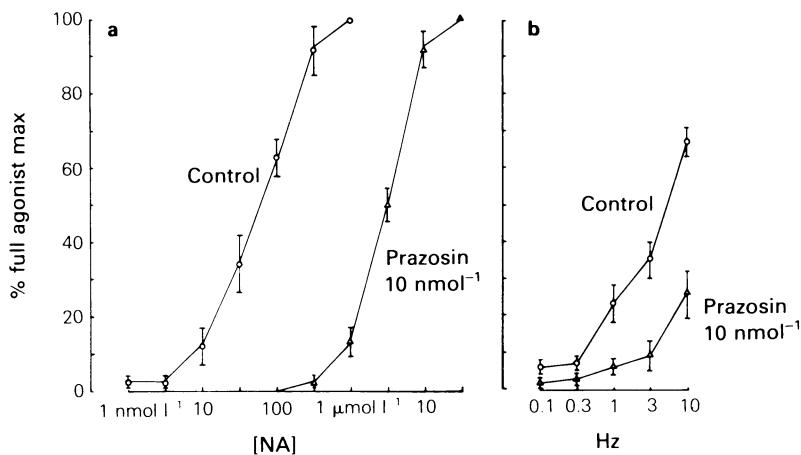 a
% full agonist max
100
80
60
40
20
0
Control
Prazosin
10 nmol⁻¹
1 nmol l⁻¹ 10 100 1 μmol l⁻¹ 10
[NA]
b
Control
Prazosin
10 nmol⁻¹
0.1 0.3 1 3 10
Hz